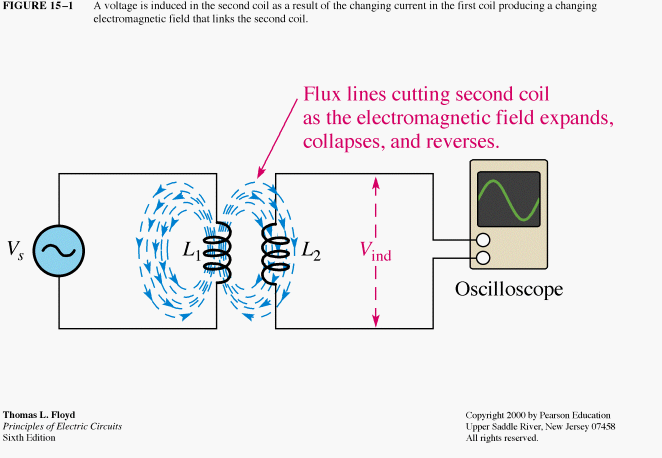 FIGURE 15–1 A voltage is induced in the second coil as a result of the changing current in the first coil producing a changing
electromagnetic field that links the second coil.
Flux lines cutting second coil
as the electromagnetic field expands,
collapses, and reverses.
Vs
L1
L2
Vind
Oscilloscope
Thomas L. Floyd
Principles of Electric Circuits
Sixth Edition
Copyright 2000 by Pearson Education
Upper Saddle River, New Jersey 07458
All rights reserved.